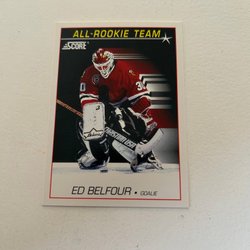 ALL-ROOKIE TEAM
SCORE
30
ED BELFOUR • GOALIE